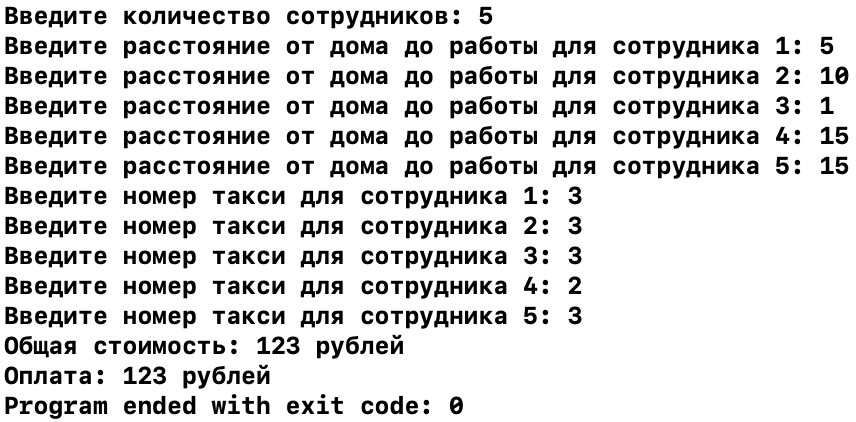 Введите количество сотрудников: 5
Введите расстояние от дома до работы для сотрудника 1: 5
Введите расстояние от дома до работы для сотрудника 2: 10
Введите расстояние от дома до работы для сотрудника 3: 1
Введите расстояние от дома до работы для сотрудника 4: 15
Введите расстояние от дома до работы для сотрудника 5: 15
Введите номер такси для сотрудника 1: 3
Введите номер такси для сотрудника 2: 3
Введите номер такси для сотрудника 3: 3
Введите номер такси для сотрудника 4: 2
Введите номер такси для сотрудника 5: 3
Общая стоимость: 123 рублей
Оплата: 123 рублей
Program ended with exit code: 0